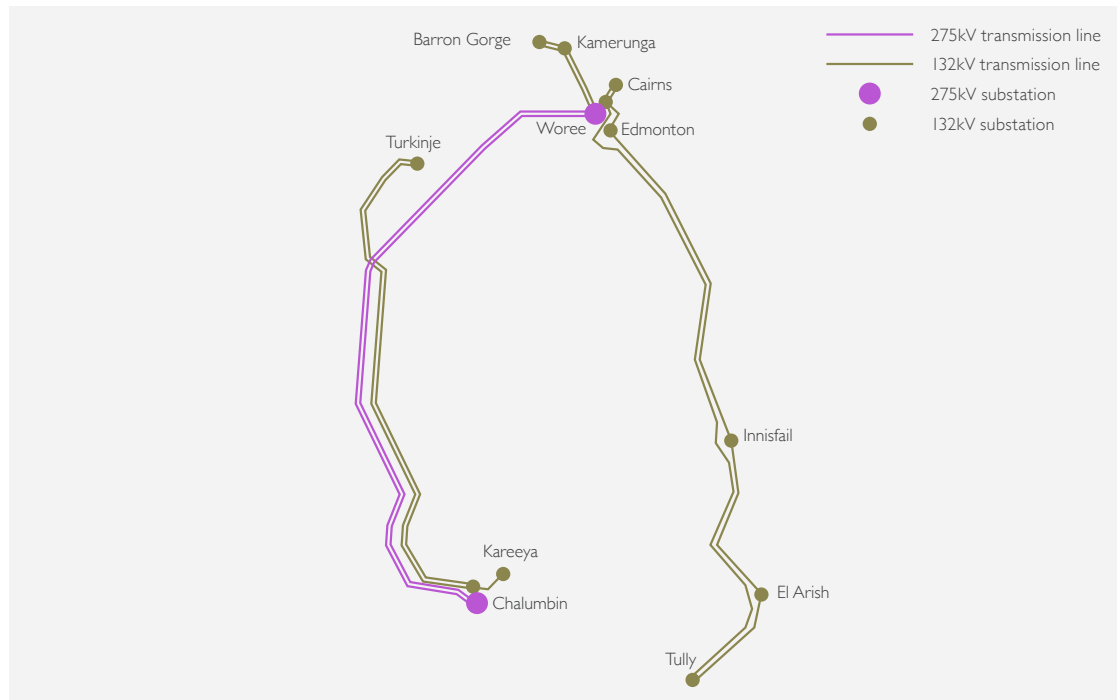 Barron Gorge
Kamerunga
275kV transmission line
132kV transmission line
Cairns
275kV substation
Woree
Edmonton
132kV substation
Turkinje
Innisfail
Kareeya
El Arish
Chalumbin
Tully